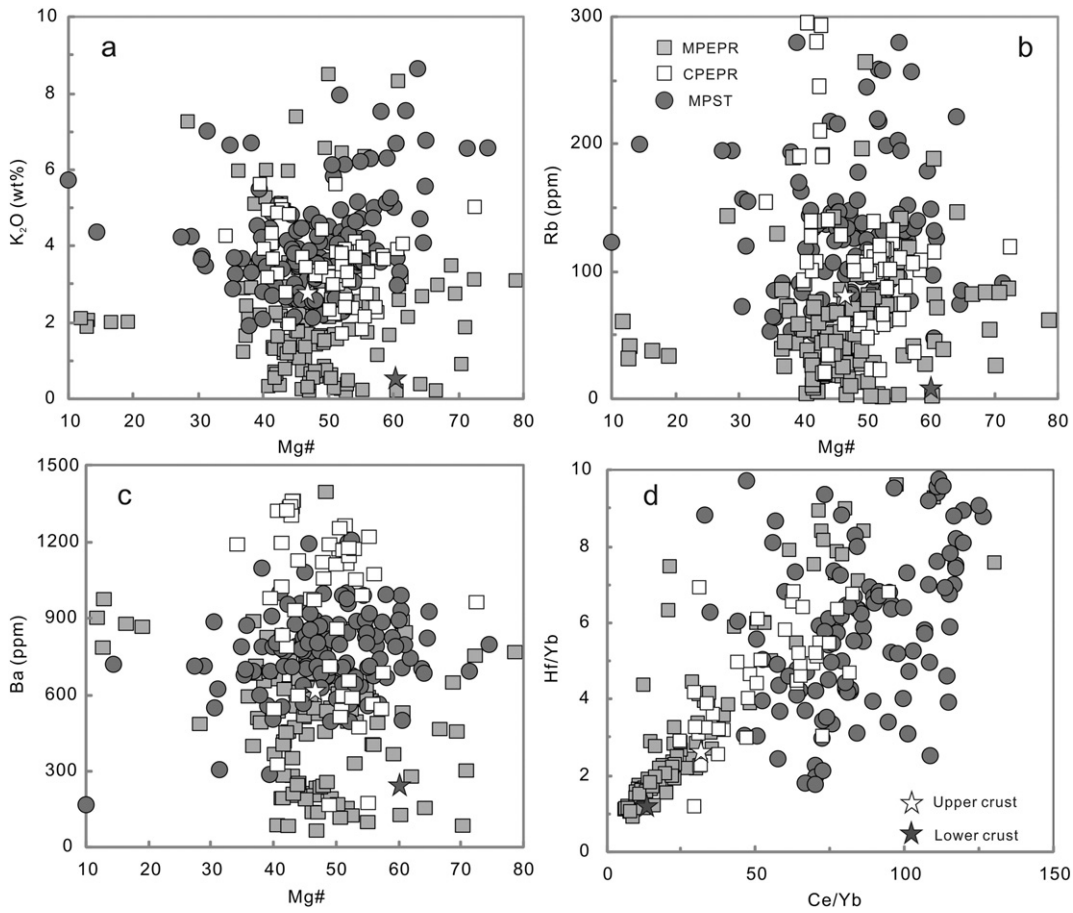 a
10
8
6
4
2
0
K₂O (wt%)
10 20 30 40 50 60 70 80
Mg#
b
300
200
100
0
Rb (ppm)
MPEPR
CPEPR
MPST
10 20 30 40 50 60 70 80
Mg#
c
1500
1200
900
600
300
0
Ba (ppm)
10 20 30 40 50 60 70 80
Mg#
d
10
8
6
4
2
0
Hf/Yb
Upper crust
Lower crust
0 50 100 150
Ce/Yb